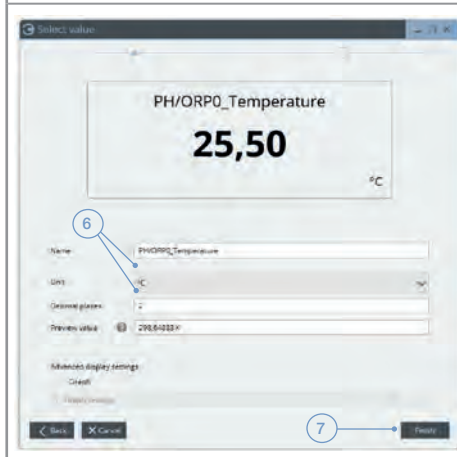 Select value
PH/ORP0_Temperature
25,50
°C
6
Name PH/ORP0_Temperature
Unit °C
Decimal places 2
Preview value
Advanced display settings
7
< Back X Cancel Finish